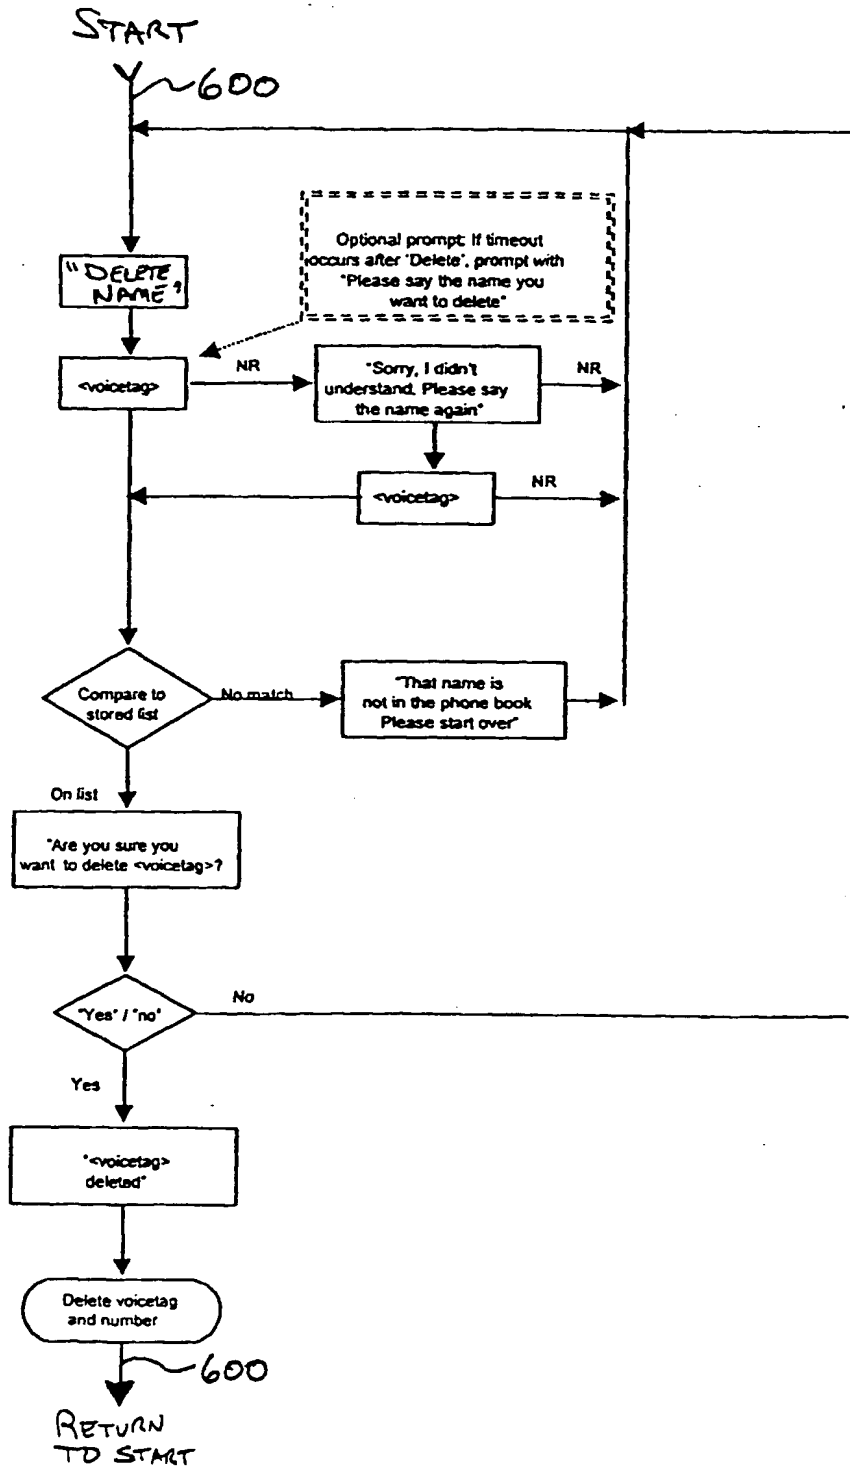 START
600
Optional prompt: If timeout
occurs after 'Delete', prompt with
"Please say the name you
want to delete"
"DELETE
NAME"
<voicetag>
NR
"Sorry, I didn't
understand. Please say
the name again"
NR
<voicetag>
NR
Compare to
stored list
No match
"That name is
not in the phone book
Please start over"
On list
"Are you sure you
want to delete <voicetag>?
"Yes" / "no"
No
Yes
"<voicetag>
deleted"
Delete voicetag
and number
600
RETURN
TO START